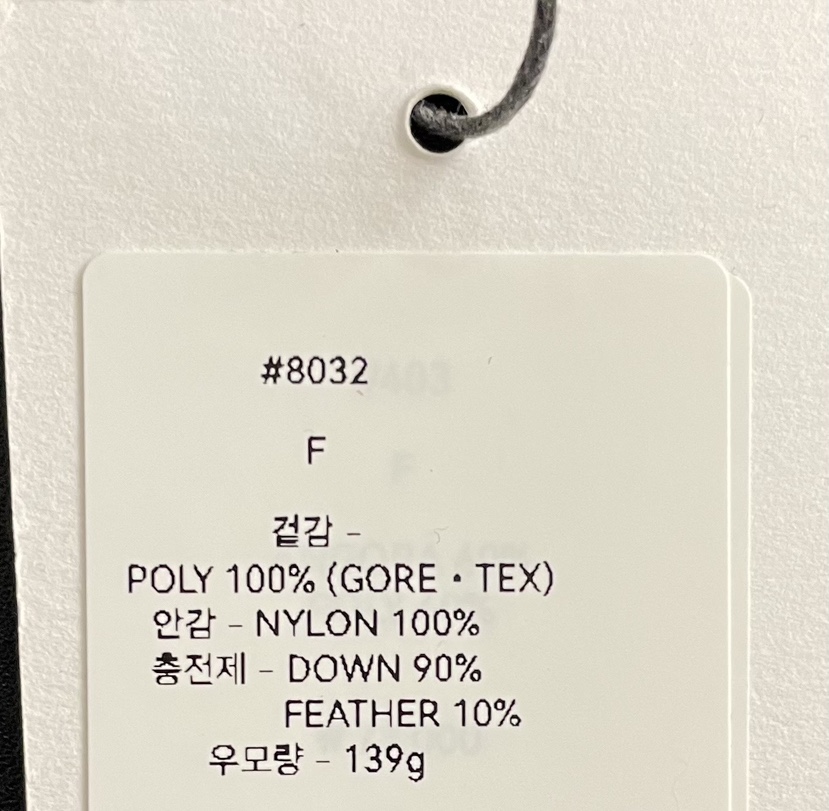 #8032
F
겉감 -
POLY 100% (GORE・TEX)
안감 - NYLON 100%
충전제 - DOWN 90%
FEATHER 10%
우모량 - 139g